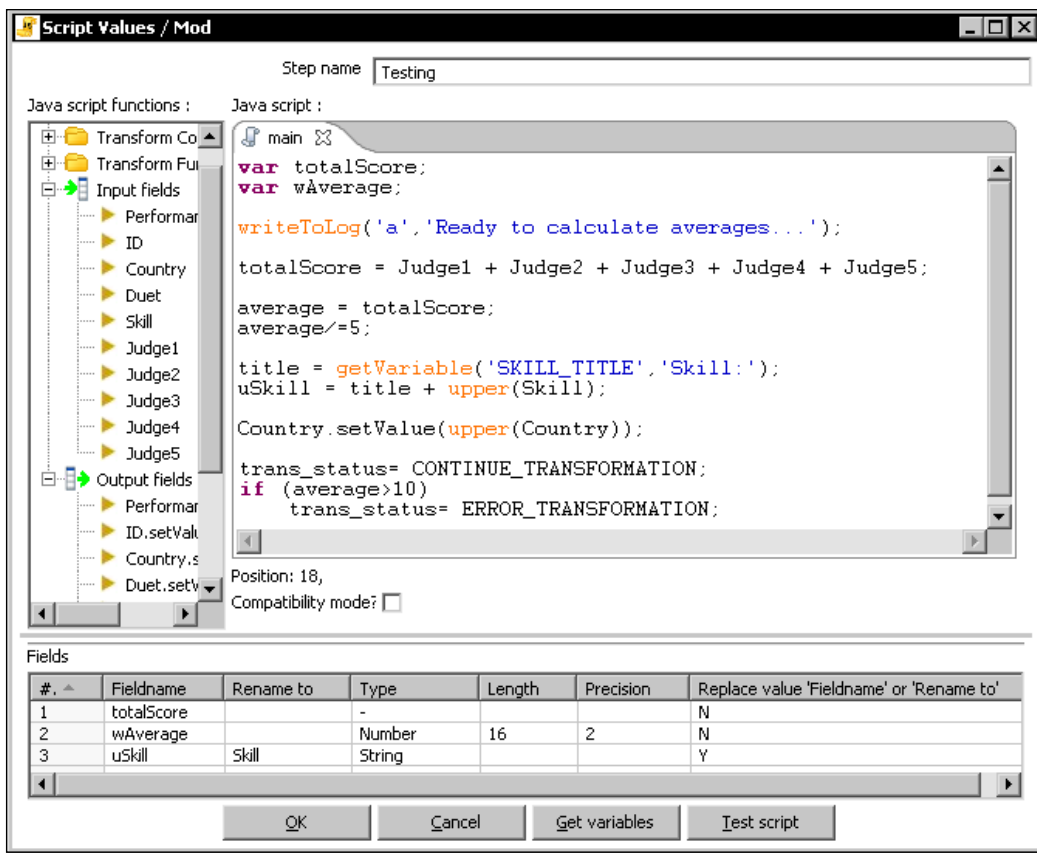 Script Values / Mod
Step name Testing
Java script functions :
Java script :
Transform Co
Transform Fu
Input fields
Performar
ID
Country
Duet
Skill
Judge1
Judge2
Judge3
Judge4
Judge5
Output fields
Performar
ID.setValu
Country.s
Duet.setV
main
var totalScore;
var wAverage;
writeToLog('a','Ready to calculate averages...');
totalScore = Judge1 + Judge2 + Judge3 + Judge4 + Judge5;
average = totalScore;
average/=5;
title = getVariable('SKILL_TITLE','Skill:');
uSkill = title + upper(Skill);
Country.setValue(upper(Country));
trans_status= CONTINUE_TRANSFORMATION;
if (average>10)
trans_status= ERROR_TRANSFORMATION;
Position: 18,
Compatibility mode?
Fields
#. Fieldname Rename to Type Length Precision Replace value 'Fieldname' or 'Rename to'
1 totalScore - N
2 wAverage Number 16 2 N
3 uSkill Skill String Y
OK Cancel Get variables Test script